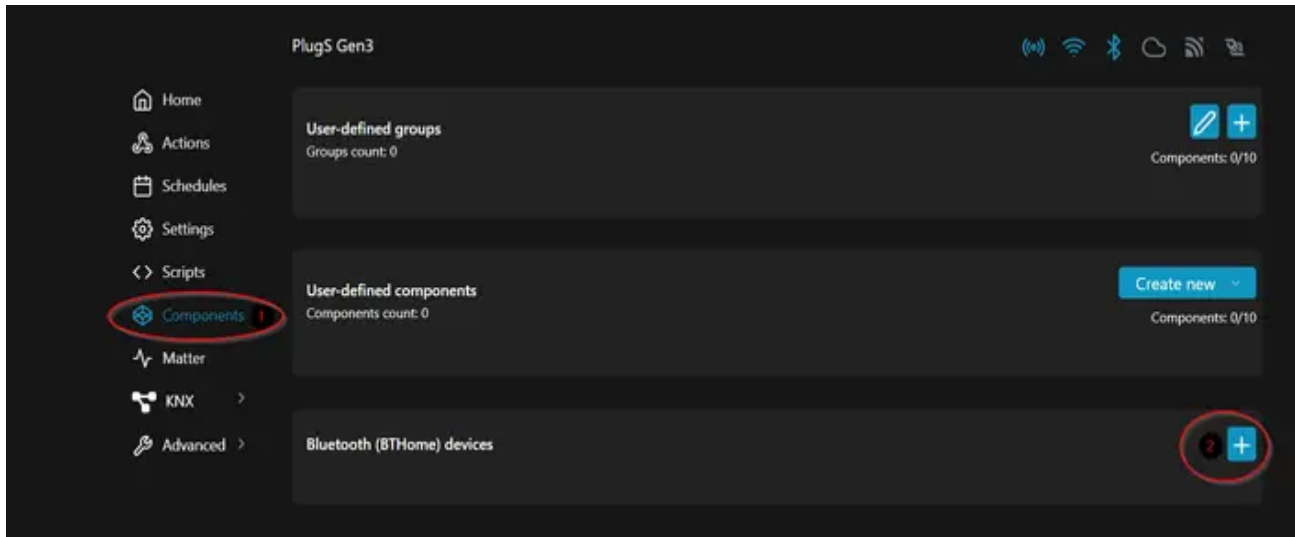 PlugS Gen3
Home
Actions
Schedules
Settings
Scripts
Components 1
Matter
KNX
Advanced
User-defined groups
Groups count: 0
Components: 0/10
User-defined components
Components count: 0
Create new
Components: 0/10
Bluetooth (BTHome) devices
2